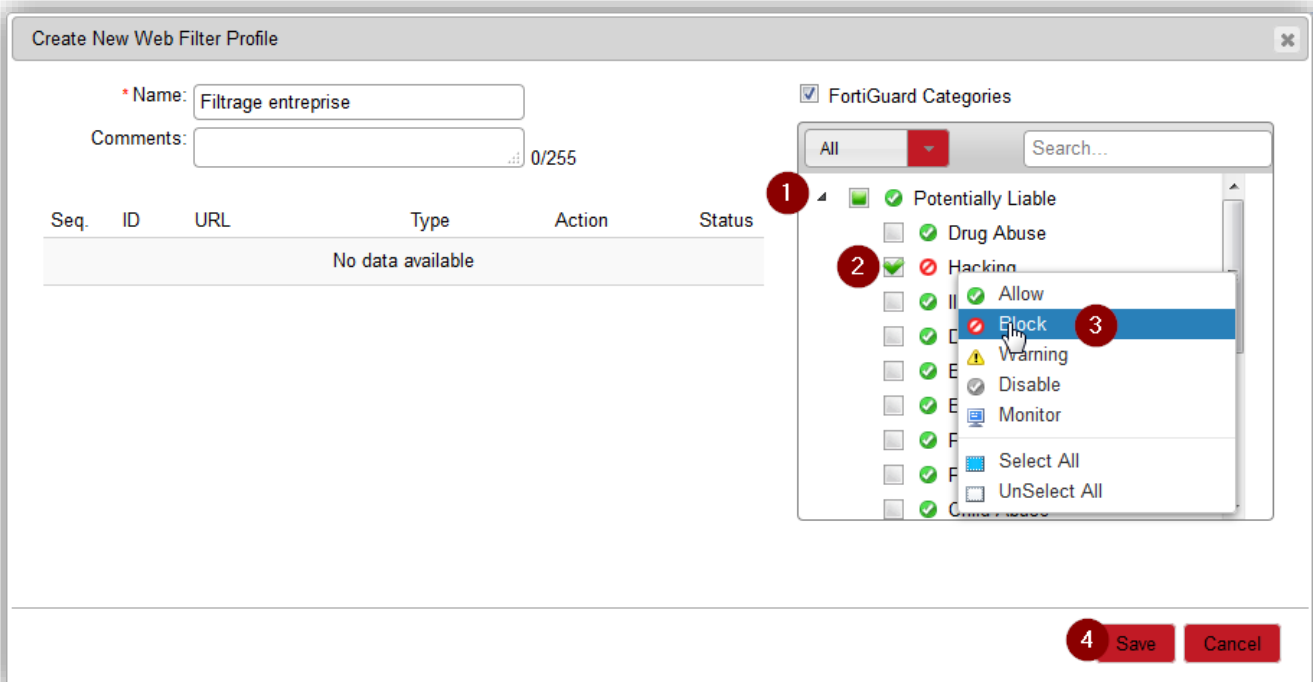 Create New Web Filter Profile
* Name: Filtrage entreprise
Comments: 0/255
Seq. ID URL Type Action Status
No data available
FortiGuard Categories
All Search...
1 Potentially Liable
Drug Abuse
2 Hacking
Allow
Block 3
Warning
Disable
Monitor
Select All
UnSelect All
4 Save Cancel